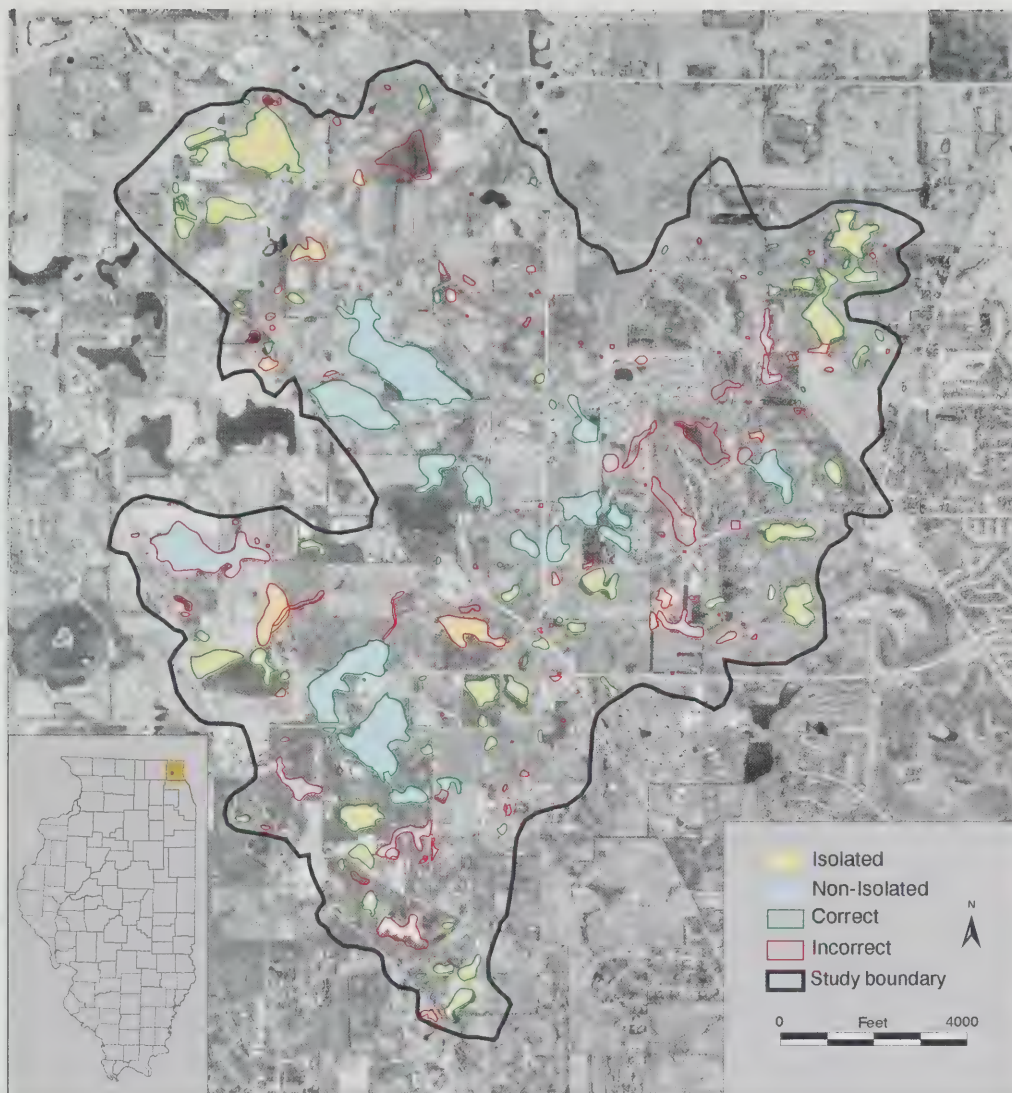 Isolated
Non-Isolated
Correct
Incorrect
Study boundary
N
0 Feet 4000